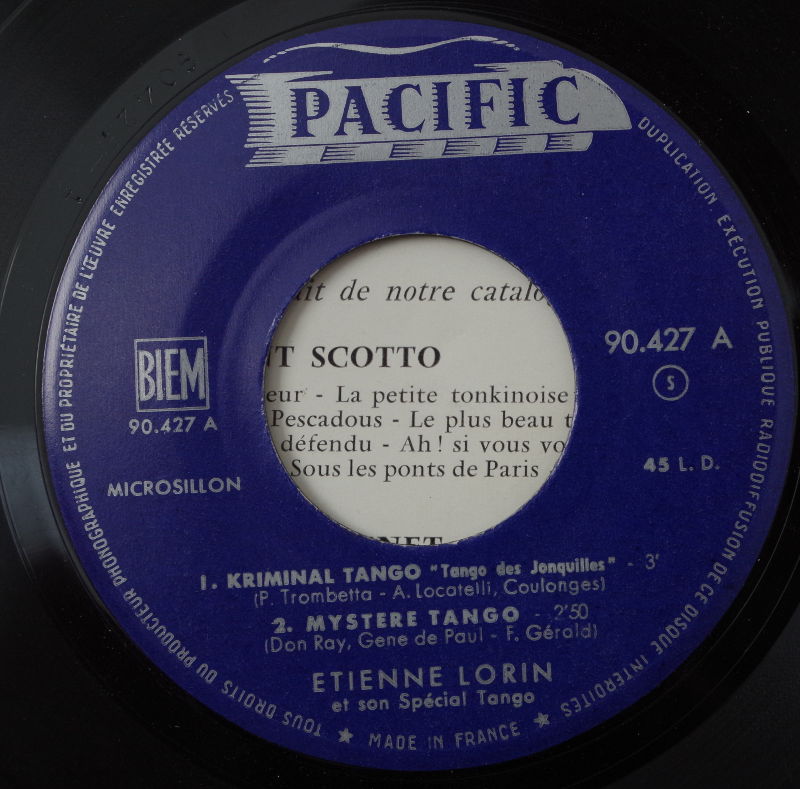 PACIFIC
TOUS DROITS DU PRODUCTEUR PHONOGRAPHIQUE ET DU PROPRIÉTAIRE DE L'ŒUVRE ENREGISTRÉE RÉSERVÉS
DUPLICATION EXÉCUTION PUBLIQUE RADIODIFFUSION DE CE DISQUE INTERDITES
★ MADE IN FRANCE ★
de notre
SCOTTO
- La petite tonkinoise
Pescadous - Le plus beau
défendu - Ah! si vous
Sous les ponts de Paris
BIEM
90.427 A
MICROSILLON
90.427 A
S
45 L. D.
1. KRIMINAL TANGO "Tango des Jonquilles" - 3'
(P. Trombetta - A. Locatelli, Coulonges)
2. MYSTERE TANGO - 2'50
(Don Ray, Gene de Paul - F. Gérald)
ETIENNE LORIN
et son Spécial Tango